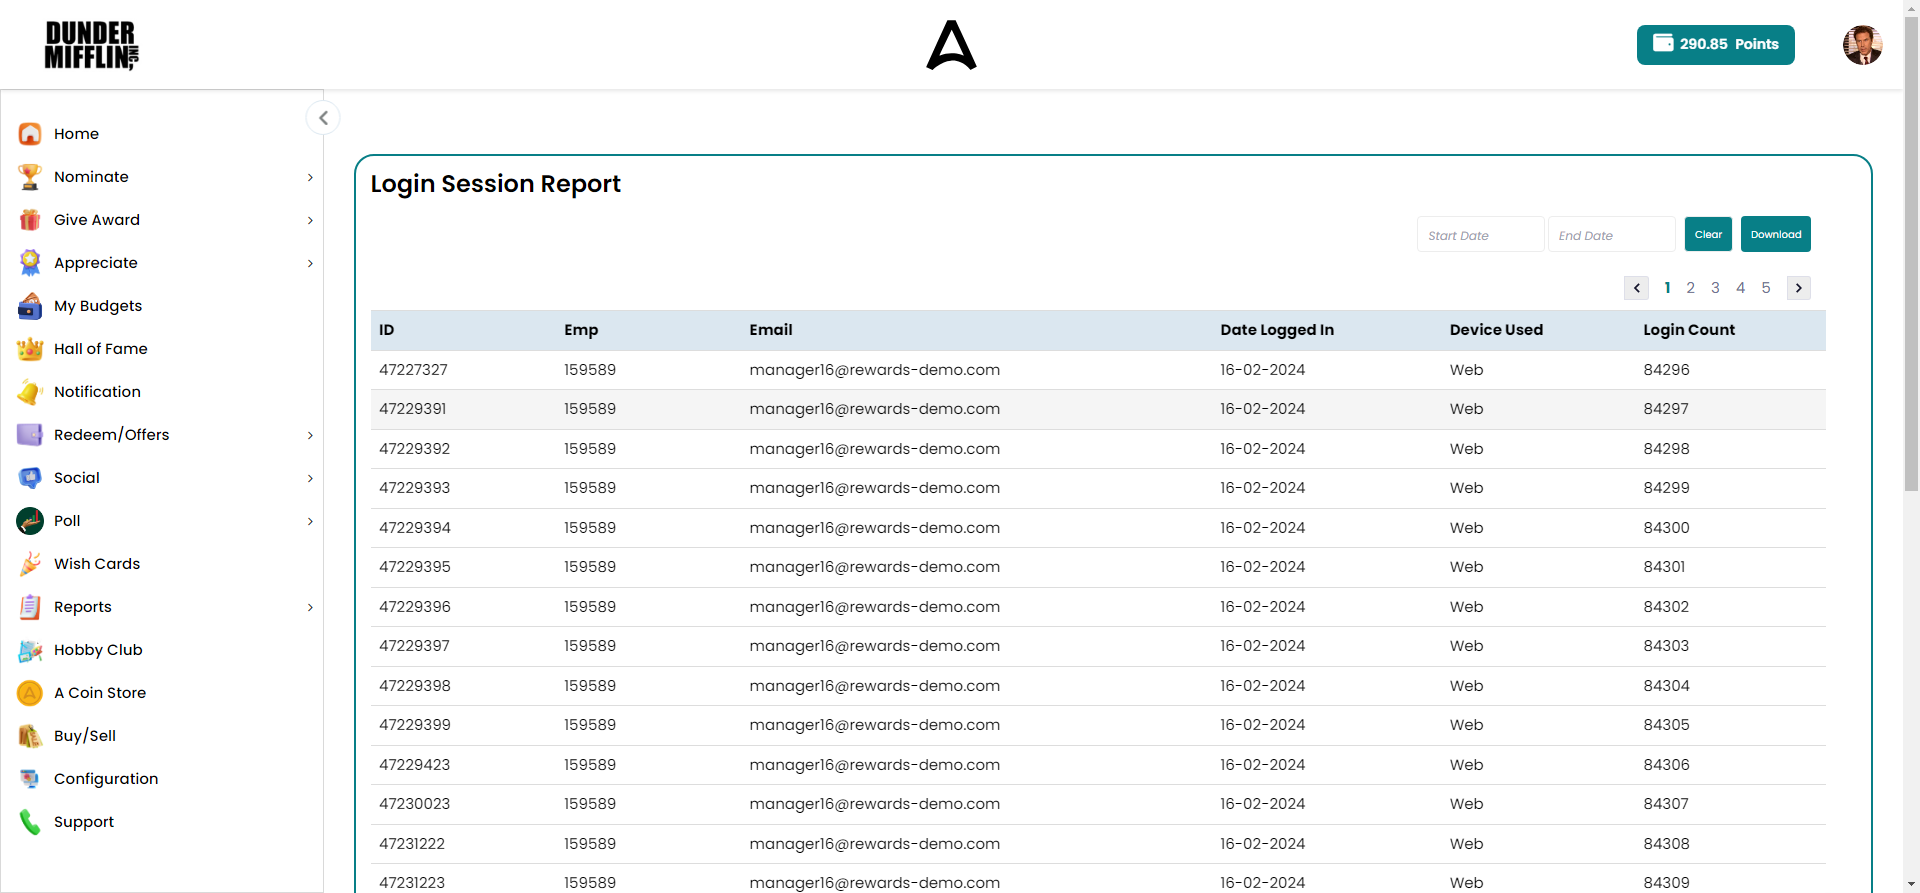 DUNDER
MIFFLIN INC,
290.85 Points
Home
Nominate
Give Award
Appreciate
My Budgets
Hall of Fame
Notification
Redeem/Offers
Social
Poll
Wish Cards
Reports
Hobby Club
A Coin Store
Buy/Sell
Configuration
Support
Login Session Report
Start Date End Date Clear Download
1 2 3 4 5
ID Emp Email Date Logged In Device Used Login Count
47227327 159589 manager16@rewards-demo.com 16-02-2024 Web 84296
47229391 159589 manager16@rewards-demo.com 16-02-2024 Web 84297
47229392 159589 manager16@rewards-demo.com 16-02-2024 Web 84298
47229393 159589 manager16@rewards-demo.com 16-02-2024 Web 84299
47229394 159589 manager16@rewards-demo.com 16-02-2024 Web 84300
47229395 159589 manager16@rewards-demo.com 16-02-2024 Web 84301
47229396 159589 manager16@rewards-demo.com 16-02-2024 Web 84302
47229397 159589 manager16@rewards-demo.com 16-02-2024 Web 84303
47229398 159589 manager16@rewards-demo.com 16-02-2024 Web 84304
47229399 159589 manager16@rewards-demo.com 16-02-2024 Web 84305
47229423 159589 manager16@rewards-demo.com 16-02-2024 Web 84306
47230023 159589 manager16@rewards-demo.com 16-02-2024 Web 84307
47231222 159589 manager16@rewards-demo.com 16-02-2024 Web 84308
47231223 159589 manager16@rewards-demo.com 16-02-2024 Web 84309